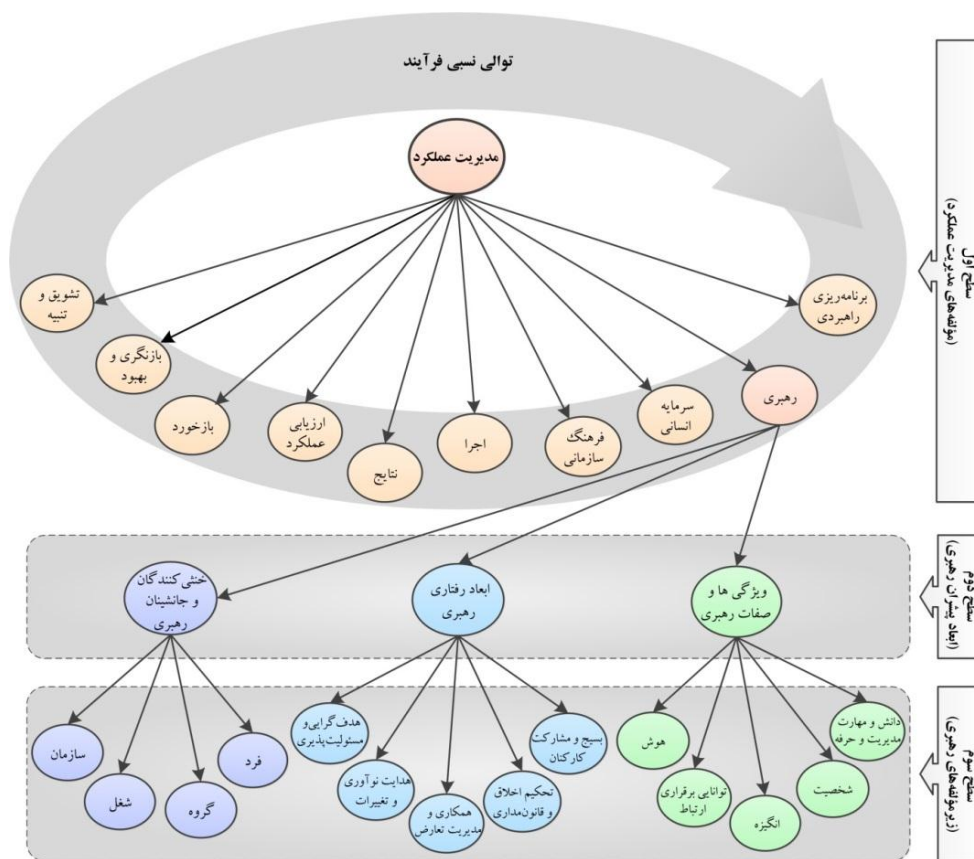 توالی نسبی فرآیند
مدیریت عملکرد
سطح اول
(مؤلفه‌های مدیریت عملکرد)
برنامه‌ریزی
راهبردی
رهبری
سرمایه
انسانی
فرهنگ
سازمانی
اجرا
نتایج
ارزیابی
عملکرد
بازخورد
بازنگری و
بهبود
تشویق و
تنبیه
سطح دوم
(ابعاد پیشران رهبری)
ویژگی ها و
صفات رهبری
ابعاد رفتاری
رهبری
خنثی‌کنندگان
و جانشینان
رهبری
سطح سوم
(زیرمؤلفه‌های رهبری)
دانش و مهارت
مدیریت و حرفه
شخصیت
انگیزه
توانایی برقراری
ارتباط
هوش
بسیج و مشارکت
کارکنان
تحکیم اخلاق
و قانون‌مداری
همکاری و
مدیریت تعارض
هدایت نوآوری
و تغییرات
هدف‌گرایی و
مسئولیت‌پذیری
فرد
گروه
شغل
سازمان